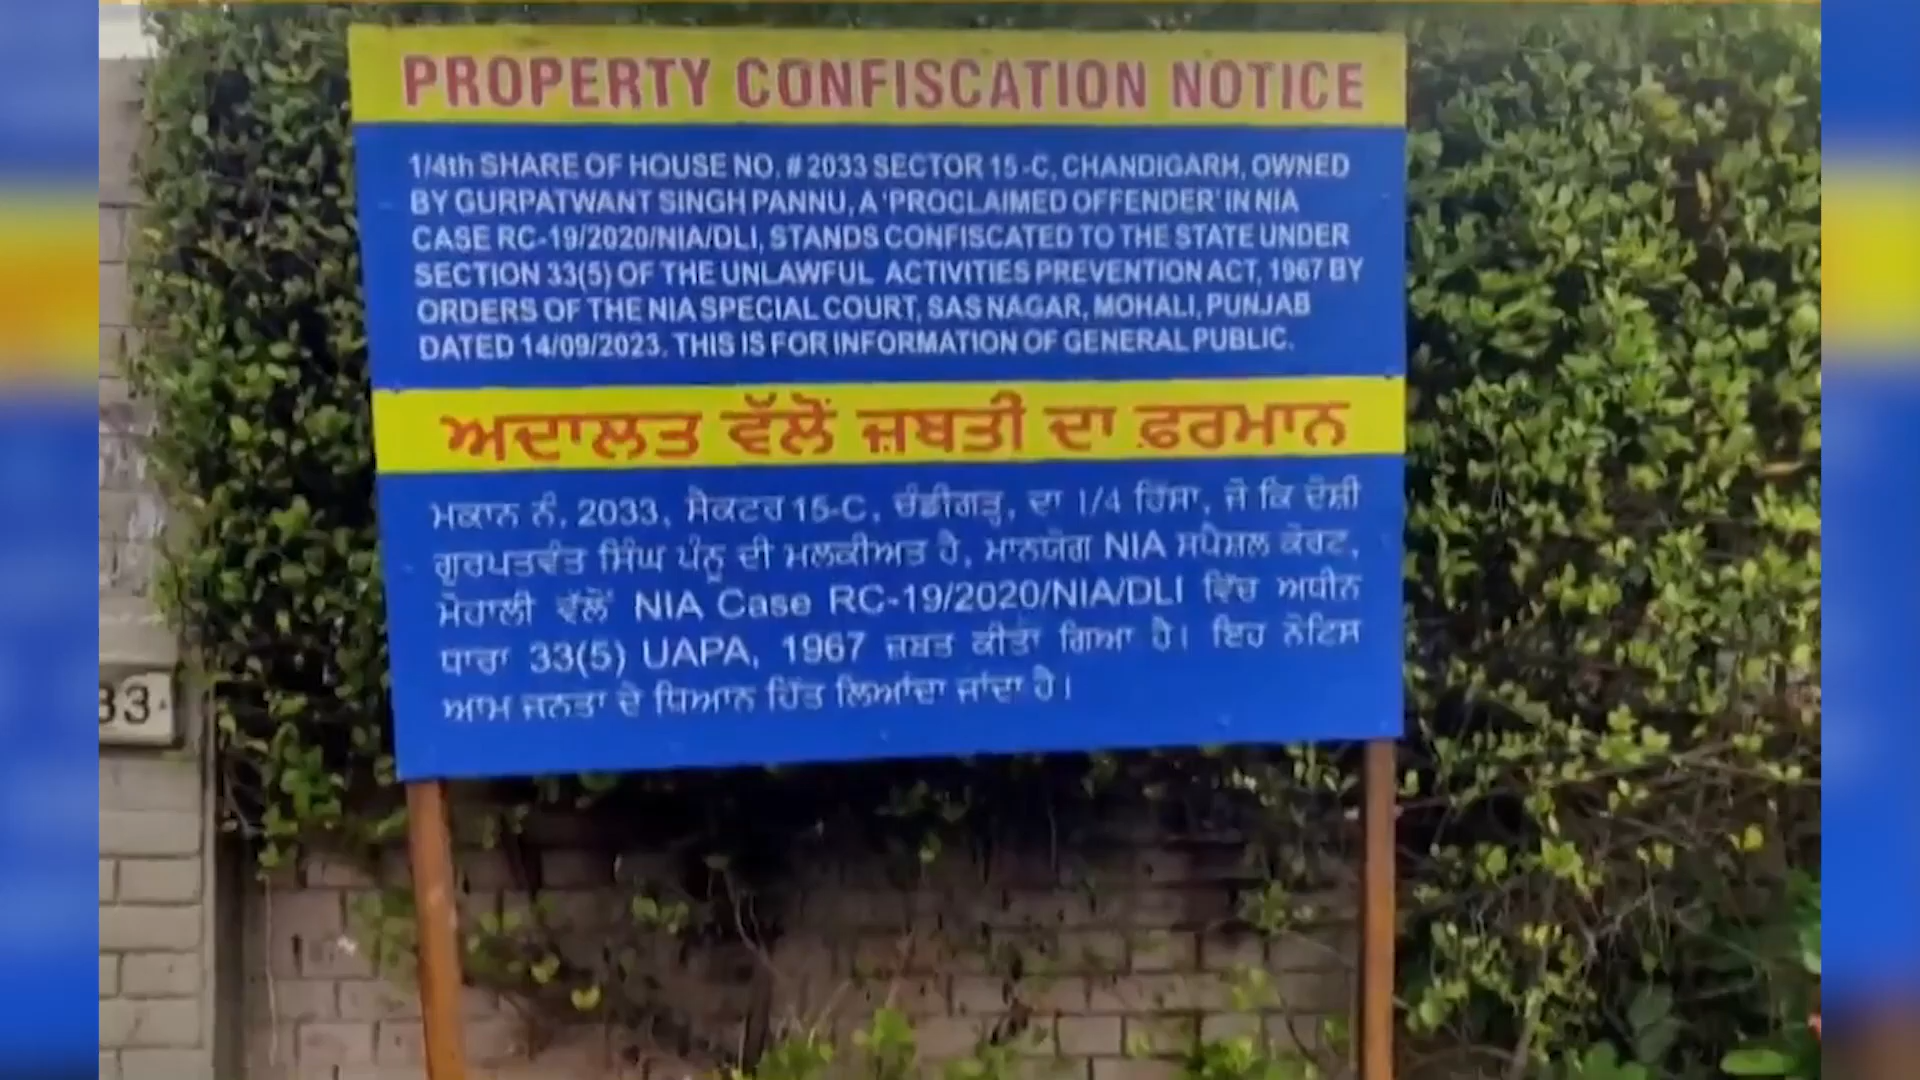 PROPERTY CONFISCATION NOTICE
1/4th SHARE OF HOUSE NO. # 2033 SECTOR 15-C, CHANDIGARH, OWNED
BY GURPATWANT SINGH PANNU, A 'PROCLAIMED OFFENDER' IN NIA
CASE RC-19/2020/NIA/DLI, STANDS CONFISCATED TO THE STATE UNDER
SECTION 33(5) OF THE UNLAWFUL ACTIVITIES PREVENTION ACT, 1967 BY
ORDERS OF THE NIA SPECIAL COURT, SAS NAGAR, MOHALI, PUNJAB
DATED 14/09/2023. THIS IS FOR INFORMATION OF GENERAL PUBLIC.
ਅਦਾਲਤ ਵੱਲੋਂ ਜ਼ਬਤੀ ਦਾ ਫ਼ਰਮਾਨ
ਮਕਾਨ ਨੰ. 2033, ਸੈਕਟਰ 15-C, ਚੰਡੀਗੜ੍ਹ, ਦਾ 1/4 ਹਿੱਸਾ, ਜੋ ਕਿ ਦੋਸ਼ੀ
ਗੁਰਪਤਵੰਤ ਸਿੰਘ ਪੰਨੂ ਦੀ ਮਲਕੀਅਤ ਹੈ, ਮਾਨਯੋਗ NIA ਸਪੈਸ਼ਲ ਕੋਰਟ,
ਮੋਹਾਲੀ ਵੱਲੋਂ NIA Case RC-19/2020/NIA/DLI ਵਿੱਚ ਅਧੀਨ
ਧਾਰਾ 33(5) UAPA, 1967 ਜ਼ਬਤ ਕੀਤਾ ਗਿਆ ਹੈ। ਇਹ ਨੋਟਿਸ
ਆਮ ਜਨਤਾ ਦੇ ਧਿਆਨ ਹਿੱਤ ਲਿਆਂਦਾ ਜਾਂਦਾ ਹੈ।
33